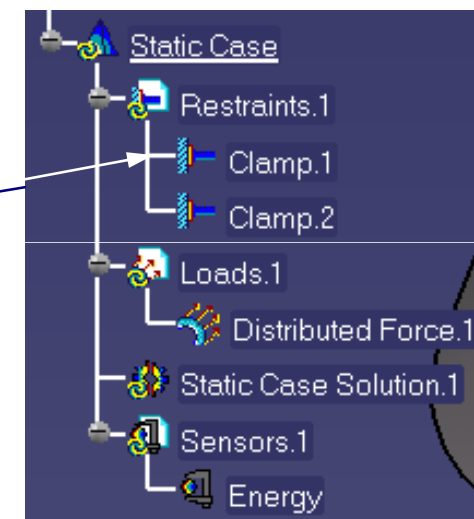 Static Case
Restraints.1
Clamp.1
Clamp.2
Loads.1
Distributed Force.1
Static Case Solution.1
Sensors.1
Energy